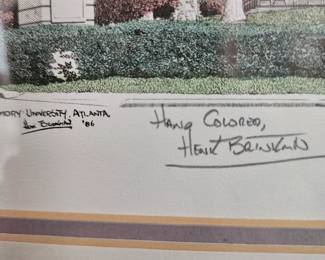 MORY UNIVERSITY, ATLANTA
'86
HAND COLORED,
HENK BRINKMAN